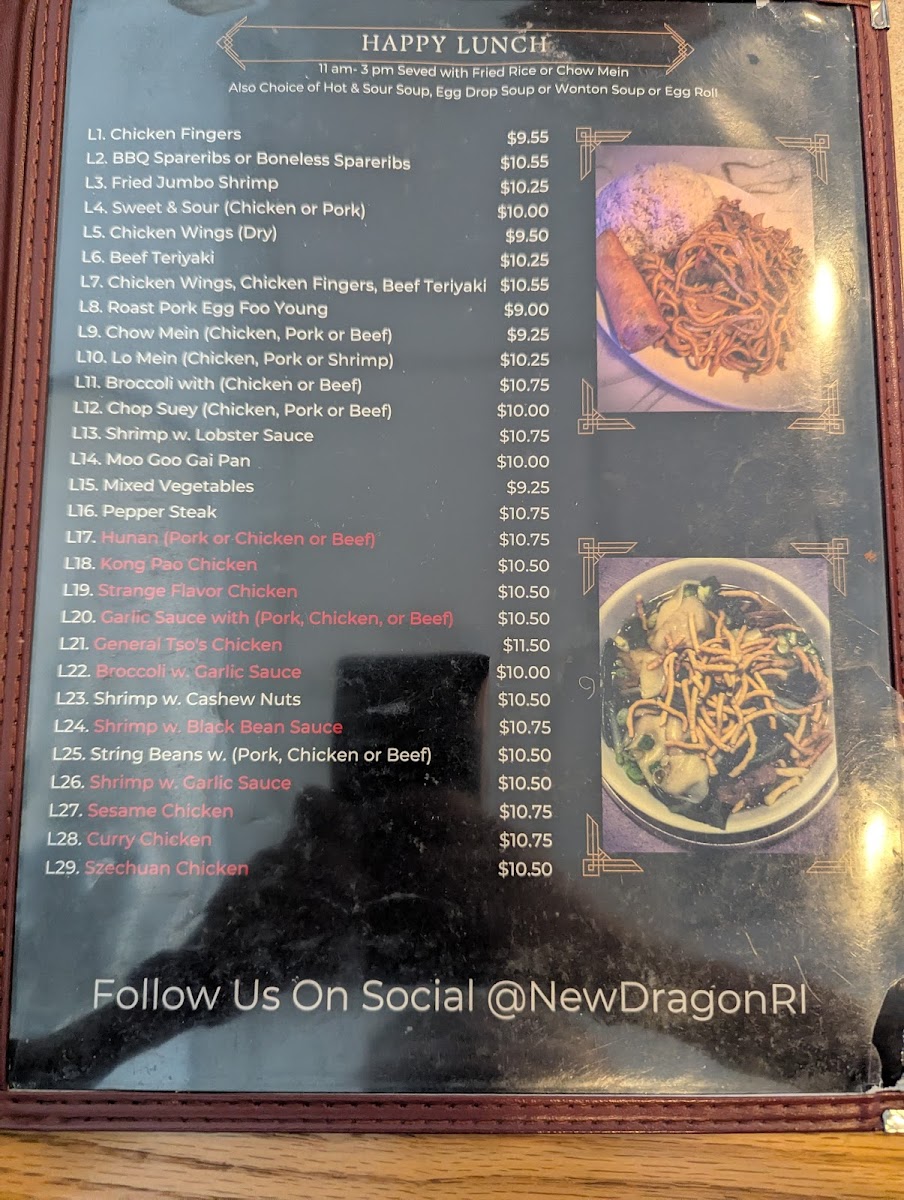 HAPPY LUNCH
11 am- 3 pm Seved with Fried Rice or Chow Mein
Also Choice of Hot & Sour Soup, Egg Drop Soup or Wonton Soup or Egg Roll
L1. Chicken Fingers $9.55
L2. BBQ Spareribs or Boneless Spareribs $10.55
L3. Fried Jumbo Shrimp $10.25
L4. Sweet & Sour (Chicken or Pork) $10.00
L5. Chicken Wings (Dry) $9.50
L6. Beef Teriyaki $10.25
L7. Chicken Wings, Chicken Fingers, Beef Teriyaki $10.55
L8. Roast Pork Egg Foo Young $9.00
L9. Chow Mein (Chicken, Pork or Beef) $9.25
L10. Lo Mein (Chicken, Pork or Shrimp) $10.25
L11. Broccoli with (Chicken or Beef) $10.75
L12. Chop Suey (Chicken, Pork or Beef) $10.00
L13. Shrimp w. Lobster Sauce $10.75
L14. Moo Goo Gai Pan $10.00
L15. Mixed Vegetables $9.25
L16. Pepper Steak $10.75
L17. Hunan (Pork or Chicken or Beef) $10.75
L18. Kong Pao Chicken $10.50
L19. Strange Flavor Chicken $10.50
L20. Garlic Sauce with (Pork, Chicken, or Beef) $10.50
L21. General Tso's Chicken $11.50
L22. Broccoli w. Garlic Sauce $10.00
L23. Shrimp w. Cashew Nuts $10.50
L24. Shrimp w. Black Bean Sauce $10.75
L25. String Beans w. (Pork, Chicken or Beef) $10.50
L26. Shrimp w. Garlic Sauce $10.50
L27. Sesame Chicken $10.75
L28. Curry Chicken $10.75
L29. Szechuan Chicken $10.50
Follow Us On Social @NewDragonRI